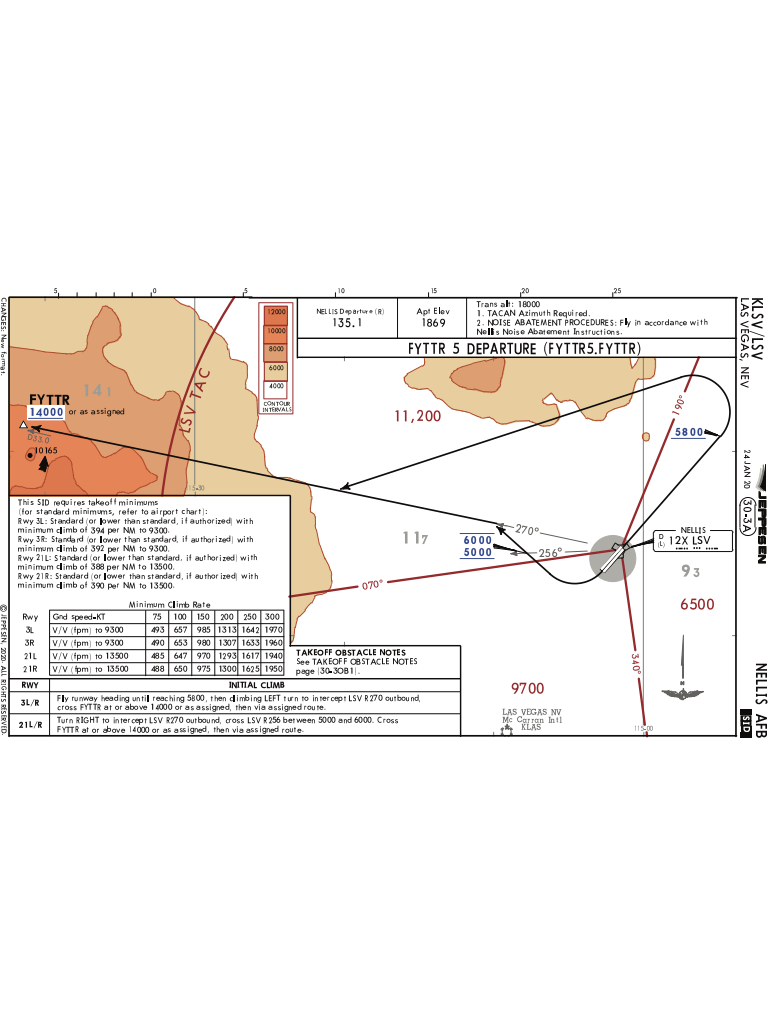 KLSV/LSV
LAS VEGAS, NEV
24 JAN 20
30-3A
JEPPESEN
NELLIS AFB
SID
CHANGES: New format.
© JEPPESEN, 2020. ALL RIGHTS RESERVED.
5 0 5 10 15 20 25
NELLIS Departure (R)
135.1
Apt Elev
1869
Trans alt: 18000
1. TACAN Azimuth Required.
2. NOISE ABATEMENT PROCEDURES: Fly in accordance with
Nellis Noise Abatement Instructions.
FYTTR 5 DEPARTURE (FYTTR5.FYTTR)
12000
10000
8000
6000
4000
CONTOUR
INTERVALS
LSV TAC
14 1
FYTTR
14000 or as assigned
D33.0
10165
11,200
190°
5800
115-30
11 7
270°
6000
5000
256°
070°
NELLIS
D
(L) 12X LSV
9 3
6500
340°
9700
LAS VEGAS NV
Mc Carran Intl
KLAS
115-00
This SID requires takeoff minimums
(for standard minimums, refer to airport chart):
Rwy 3L: Standard (or lower than standard, if authorized) with
minimum climb of 394 per NM to 9300.
Rwy 3R: Standard (or lower than standard, if authorized) with
minimum climb of 392 per NM to 9300.
Rwy 21L: Standard (or lower than standard, if authorized) with
minimum climb of 388 per NM to 13500.
Rwy 21R: Standard (or lower than standard, if authorized) with
minimum climb of 390 per NM to 13500.
Minimum Climb Rate
Rwy Gnd speed-KT 75 100 150 200 250 300
3L V/V (fpm) to 9300 493 657 985 1313 1642 1970
3R V/V (fpm) to 9300 490 653 980 1307 1633 1960
21L V/V (fpm) to 13500 485 647 970 1293 1617 1940
21R V/V (fpm) to 13500 488 650 975 1300 1625 1950
TAKEOFF OBSTACLE NOTES
See TAKEOFF OBSTACLE NOTES
page (30-3OB1).
RWY INITIAL CLIMB
3L/R Fly runway heading until reaching 5800, then climbing LEFT turn to intercept LSV R270 outbound,
cross FYTTR at or above 14000 or as assigned, then via assigned route.
21L/R Turn RIGHT to intercept LSV R270 outbound, cross LSV R256 between 5000 and 6000. Cross
FYTTR at or above 14000 or as assigned, then via assigned route.